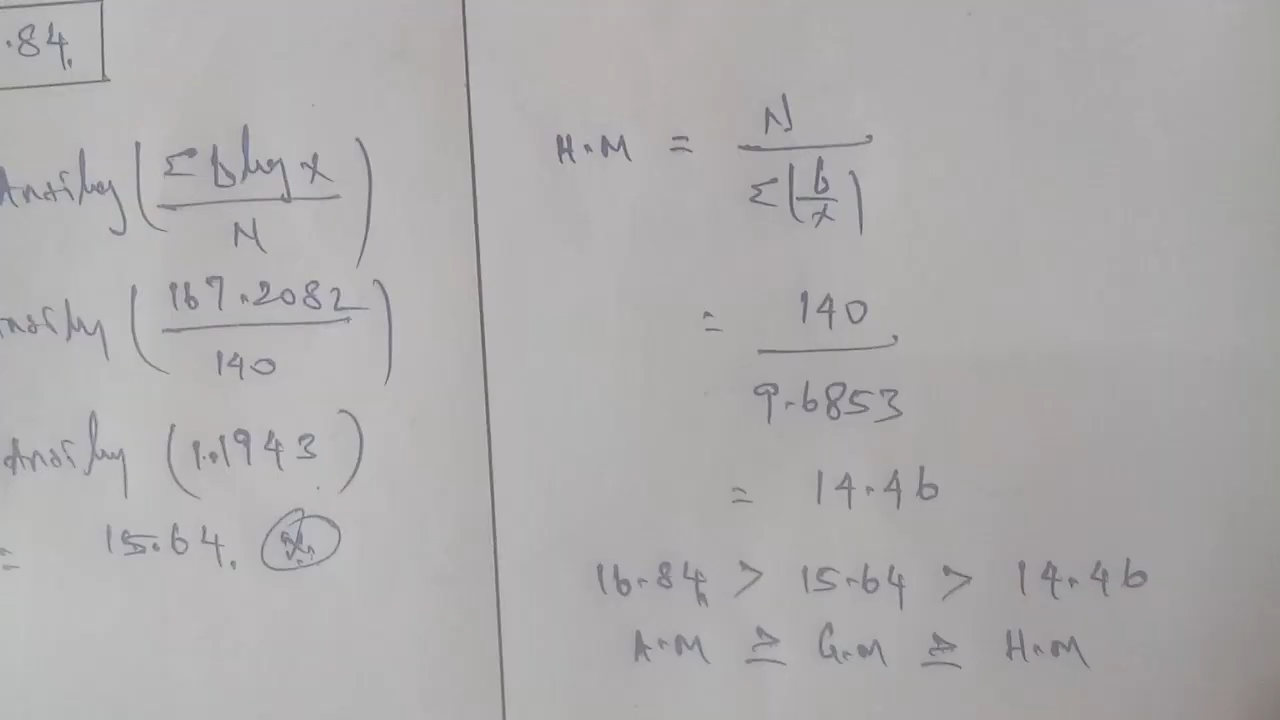 .84.
Antilog (Σ f log x / N)
ntilog (167.2082 / 140)
Antilog (1.1943)
= 15.64.
H.M = N / Σ (f/x)
= 140 / 9.6853
= 14.46
16.84 > 15.64 > 14.46
A.M ≥ G.M ≥ H.M